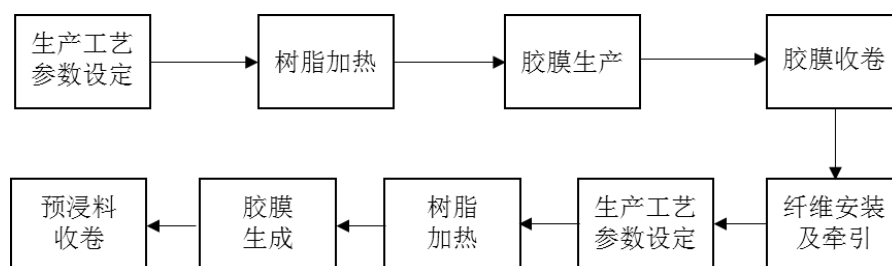 生产工艺
参数设定
树脂加热
胶膜生产
胶膜收卷
纤维安装
及牵引
生产工艺
参数设定
树脂
加热
胶膜
生成
预浸料
收卷